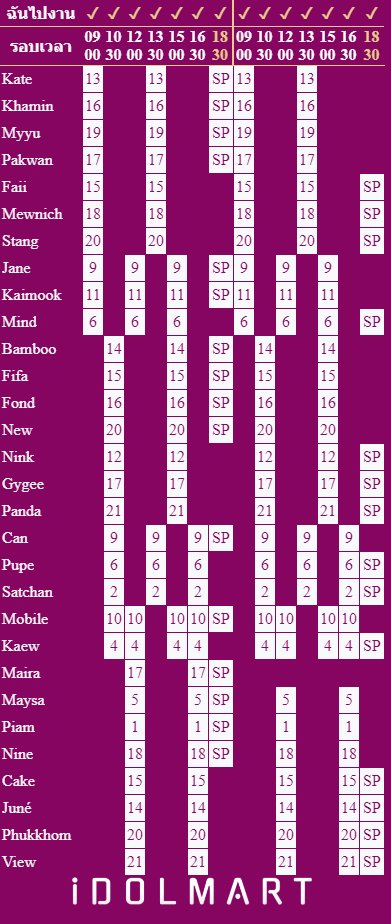 ฉันไปงาน ✓ ✓ ✓ ✓ ✓ ✓ ✓ ✓ ✓ ✓ ✓ ✓ ✓ ✓
รอบเวลา 09 10 12 13 15 16 18 09 10 12 13 15 16 18
00 30 00 30 00 30 30 00 30 00 30 00 30 30
Kate 13 13 SP 13 13
Khamin 16 16 SP 16 16
Myyu 19 19 SP 19 19
Pakwan 17 17 SP 17 17
Faii 15 15 15 15 SP
Mewnich 18 18 18 18 SP
Stang 20 20 20 20 SP
Jane 9 9 9 SP 9 9 9
Kaimook 11 11 11 SP 11 11 11
Mind 6 6 6 6 6 6 SP
Bamboo 14 14 SP 14 14
Fifa 15 15 SP 15 15
Fond 16 16 SP 16 16
New 20 20 SP 20 20
Nink 12 12 12 12 SP
Gygee 17 17 17 17 SP
Panda 21 21 21 21 SP
Can 9 9 9 SP 9 9 9
Pupe 6 6 6 6 6 6 SP
Satchan 2 2 2 2 2 2 SP
Mobile 10 10 10 10 SP 10 10 10 10
Kaew 4 4 4 4 4 4 4 4 SP
Maira 17 17 SP
Maysa 5 5 SP 5 5
Piam 1 1 SP 1 1
Nine 18 18 SP 18 18
Cake 15 15 15 15 SP
Juné 14 14 14 14 SP
Phukkhom 20 20 20 20 SP
View 21 21 21 21 SP
iDOLMART